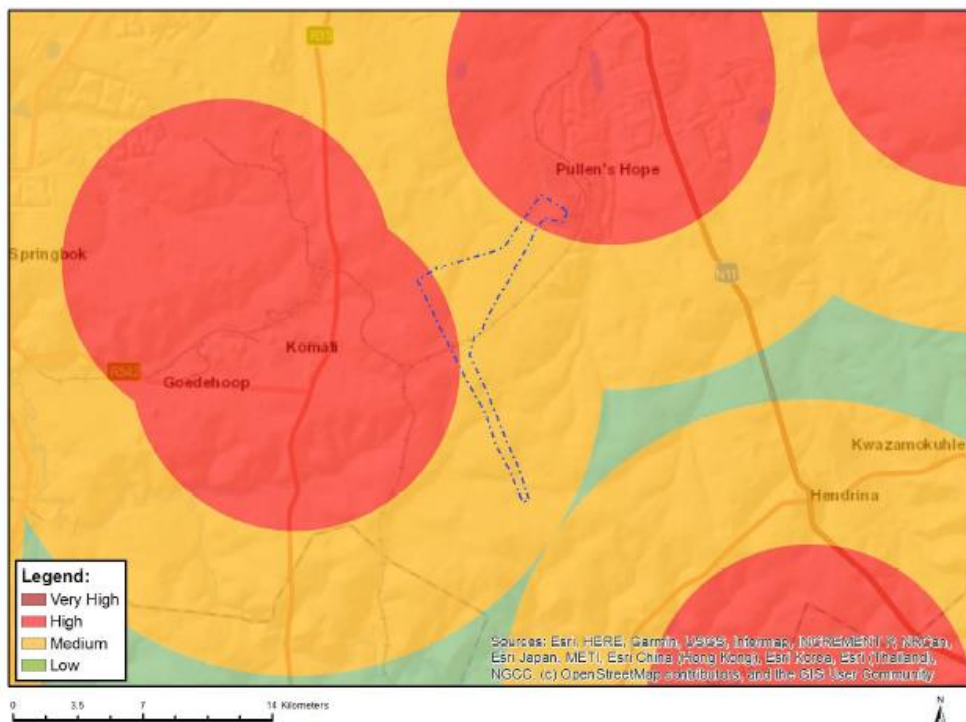 R35
Pullen's Hope
Springbok
N11
Komati
R542
Goedehoop
Kwazamokuhle
Hendrina
Legend:
Very High
High
Medium
Low
Sources: Esri, HERE, Garmin, USGS, Intermap, INCREMENT P, NRCan,
Esri Japan, METI, Esri China (Hong Kong), Esri Korea, Esri (Thailand),
NGCC, (c) OpenStreetMap contributors, and the GIS User Community
0 3.5 7 14 Kilometers
N